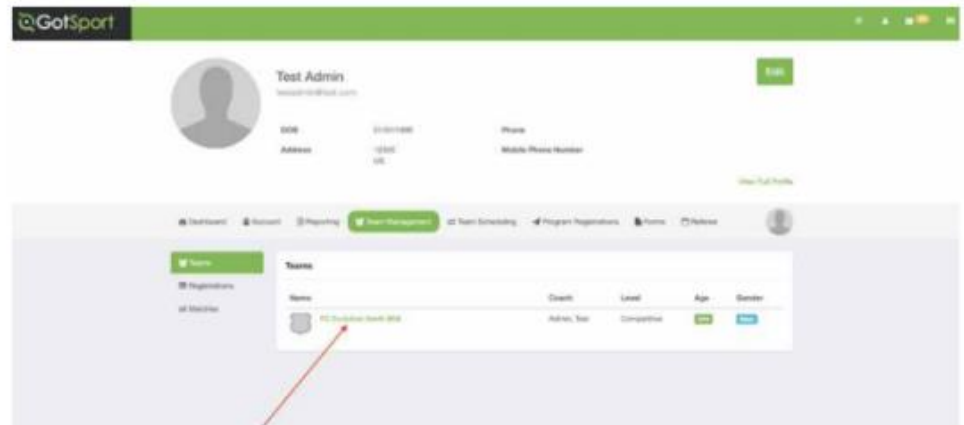 GotSport
Test Admin
Edit
DOB
Phone
Address
US
Mobile Phone Number
View Full Profile
Dashboard Account Reporting Team Management Team Scheduling Program Registrations Forms Referee
Teams
Teams
Registrations
Matches
Name Coach Level Age Gender
Admin, Test Competitive